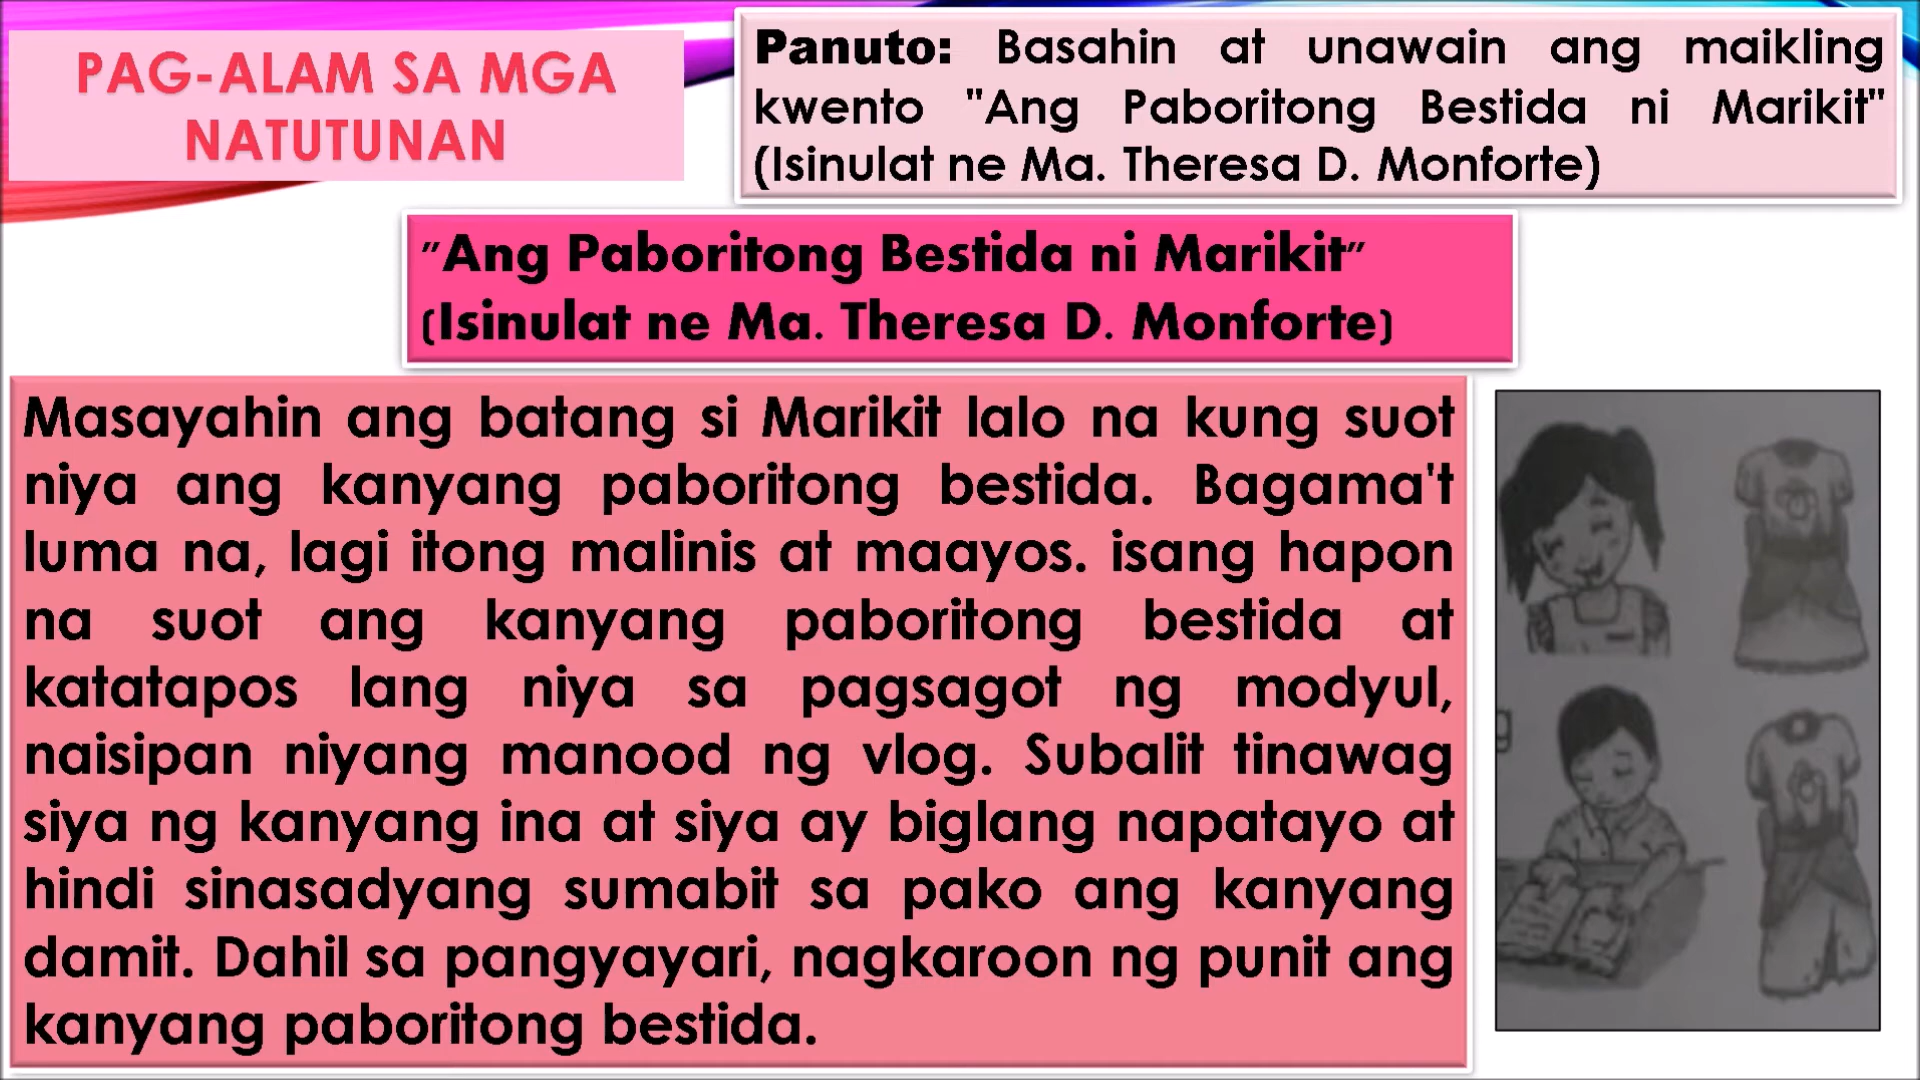 PAG-ALAM SA MGA
NATUTUNAN
Panuto: Basahin at unawain ang maikling
kwento "Ang Paboritong Bestida ni Marikit"
(Isinulat ne Ma. Theresa D. Monforte)
"Ang Paboritong Bestida ni Marikit"
(Isinulat ne Ma. Theresa D. Monforte)
Masayahin ang batang si Marikit lalo na kung suot
niya ang kanyang paboritong bestida. Bagama't
luma na, lagi itong malinis at maayos. isang hapon
na suot ang kanyang paboritong bestida at
katatapos lang niya sa pagsagot ng modyul,
naisipan niyang manood ng vlog. Subalit tinawag
siya ng kanyang ina at siya ay biglang napatayo at
hindi sinasadyang sumabit sa pako ang kanyang
damit. Dahil sa pangyayari, nagkaroon ng punit ang
kanyang paboritong bestida.
g